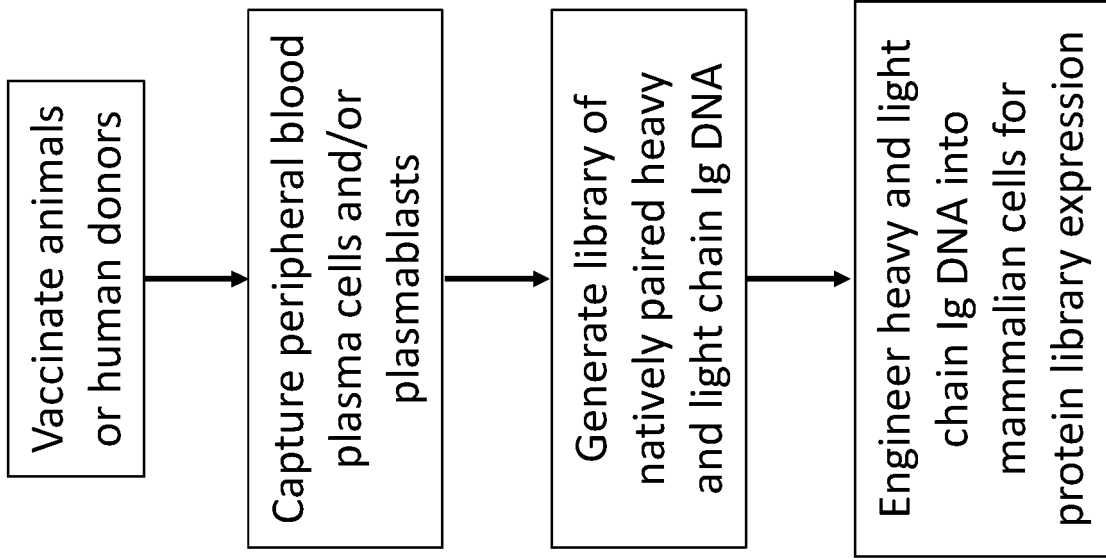 Vaccinate animals
or human donors
Capture peripheral blood
plasma cells and/or
plasmablasts
Generate library of
natively paired heavy
and light chain Ig DNA
Engineer heavy and light
chain Ig DNA into
mammalian cells for
protein library expression